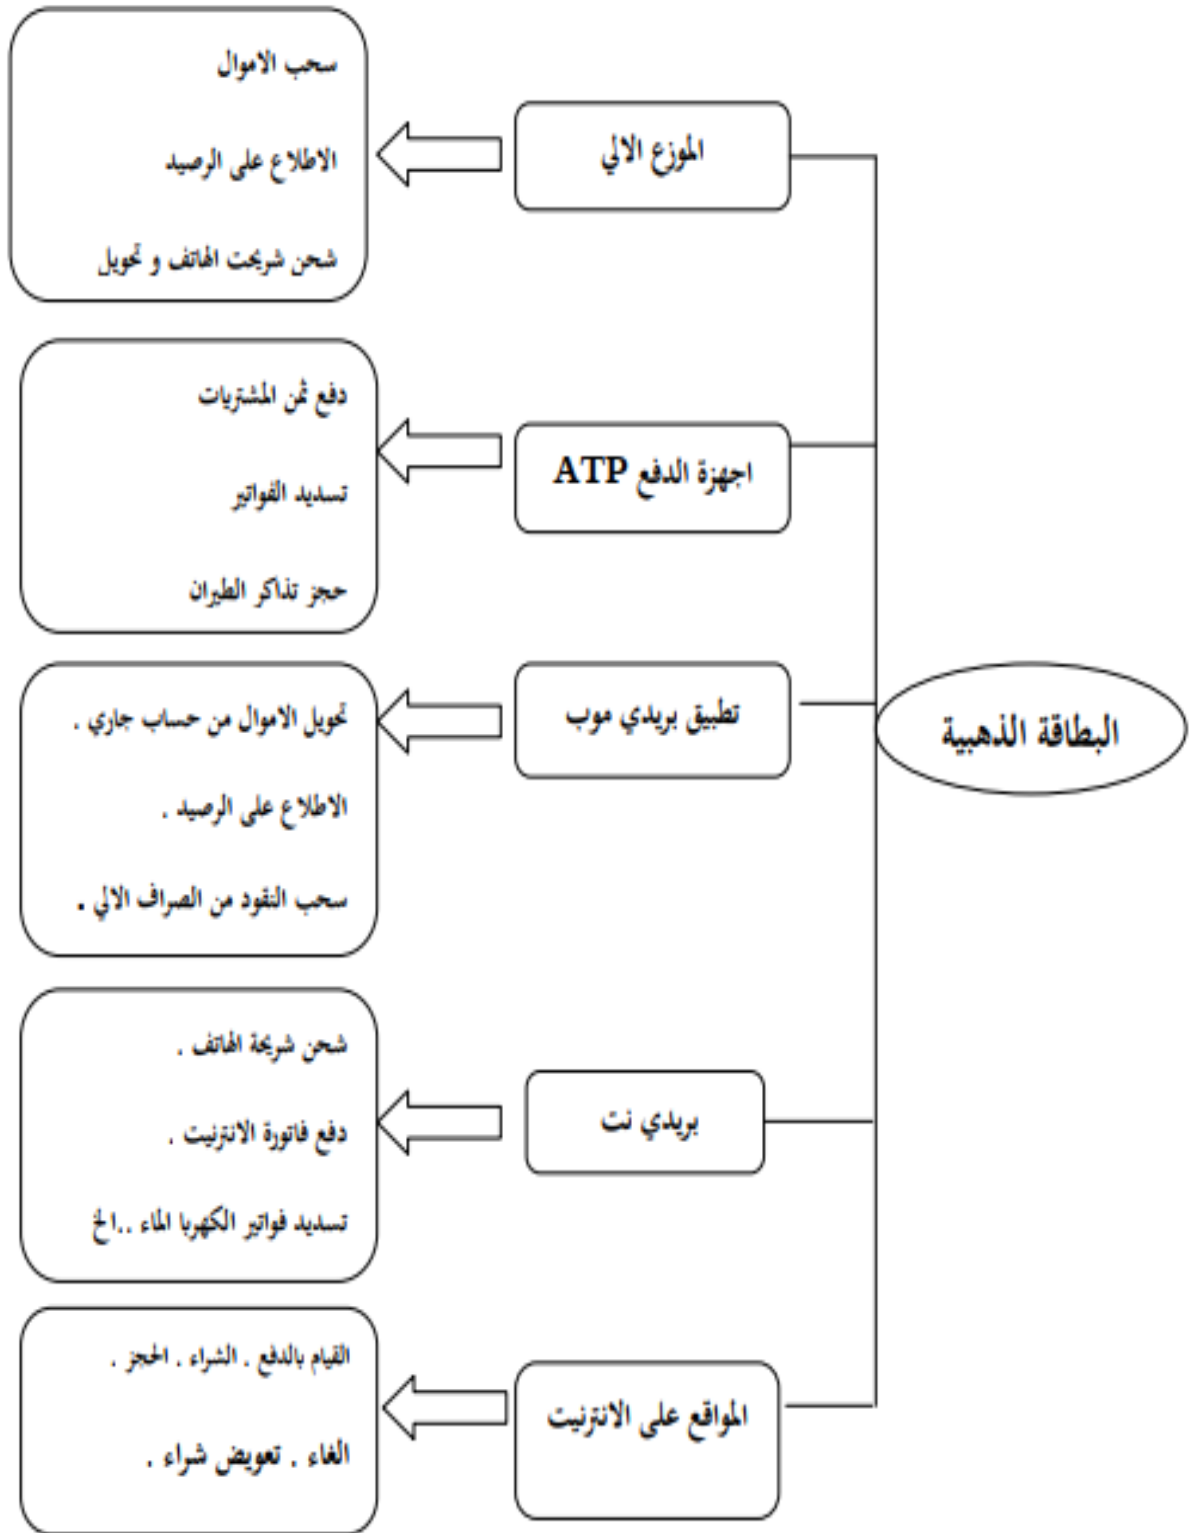 البطاقة الذهبية
الموزع الالي
سحب الاموال
الاطلاع على الرصيد
شحن شريحت الهاتف و تحويل
اجهزة الدفع ATP
دفع ثمن المشتريات
تسديد الفواتير
حجز تذاكر الطيران
تطبيق بريدي موب
تحويل الاموال من حساب جاري .
الاطلاع على الرصيد .
سحب النقود من الصراف الالي .
بريدي نت
شحن شريحة الهاتف .
دفع فاتورة الانترنيت .
تسديد فواتير الكهربا الماء ..الخ
المواقع على الانترنيت
القيام بالدفع . الشراء . الحجز .
الغاء . تعويض شراء .